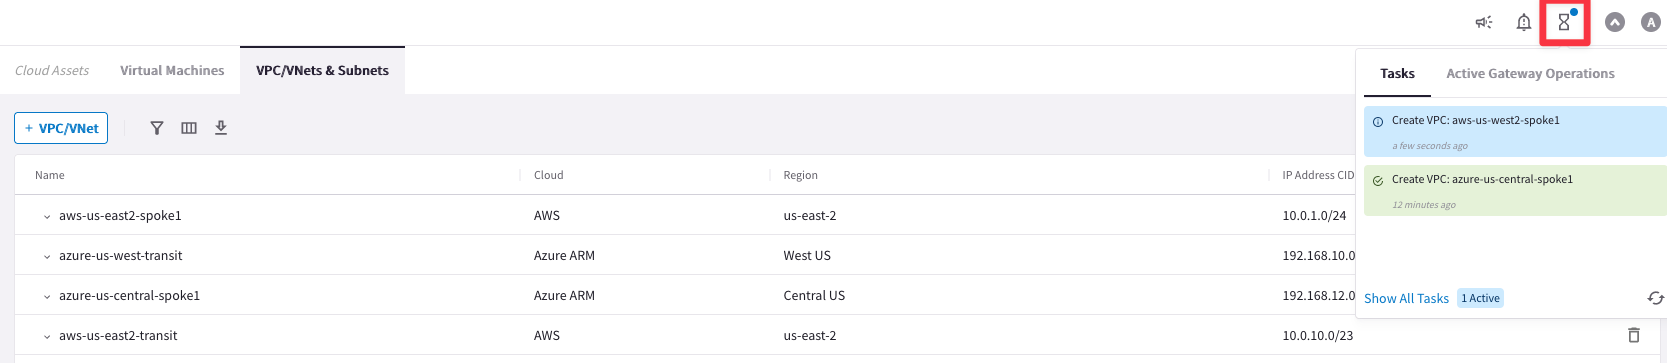 A
Cloud Assets Virtual Machines VPC/VNets & Subnets
Tasks Active Gateway Operations
+ VPC/VNet
Create VPC: aws-us-west2-spoke1
a few seconds ago
Create VPC: azure-us-central-spoke1
12 minutes ago
Show All Tasks 1 Active
Name Cloud Region IP Address CID
aws-us-east2-spoke1 AWS us-east-2 10.0.1.0/24
azure-us-west-transit Azure ARM West US 192.168.10.0
azure-us-central-spoke1 Azure ARM Central US 192.168.12.0
aws-us-east2-transit AWS us-east-2 10.0.10.0/23